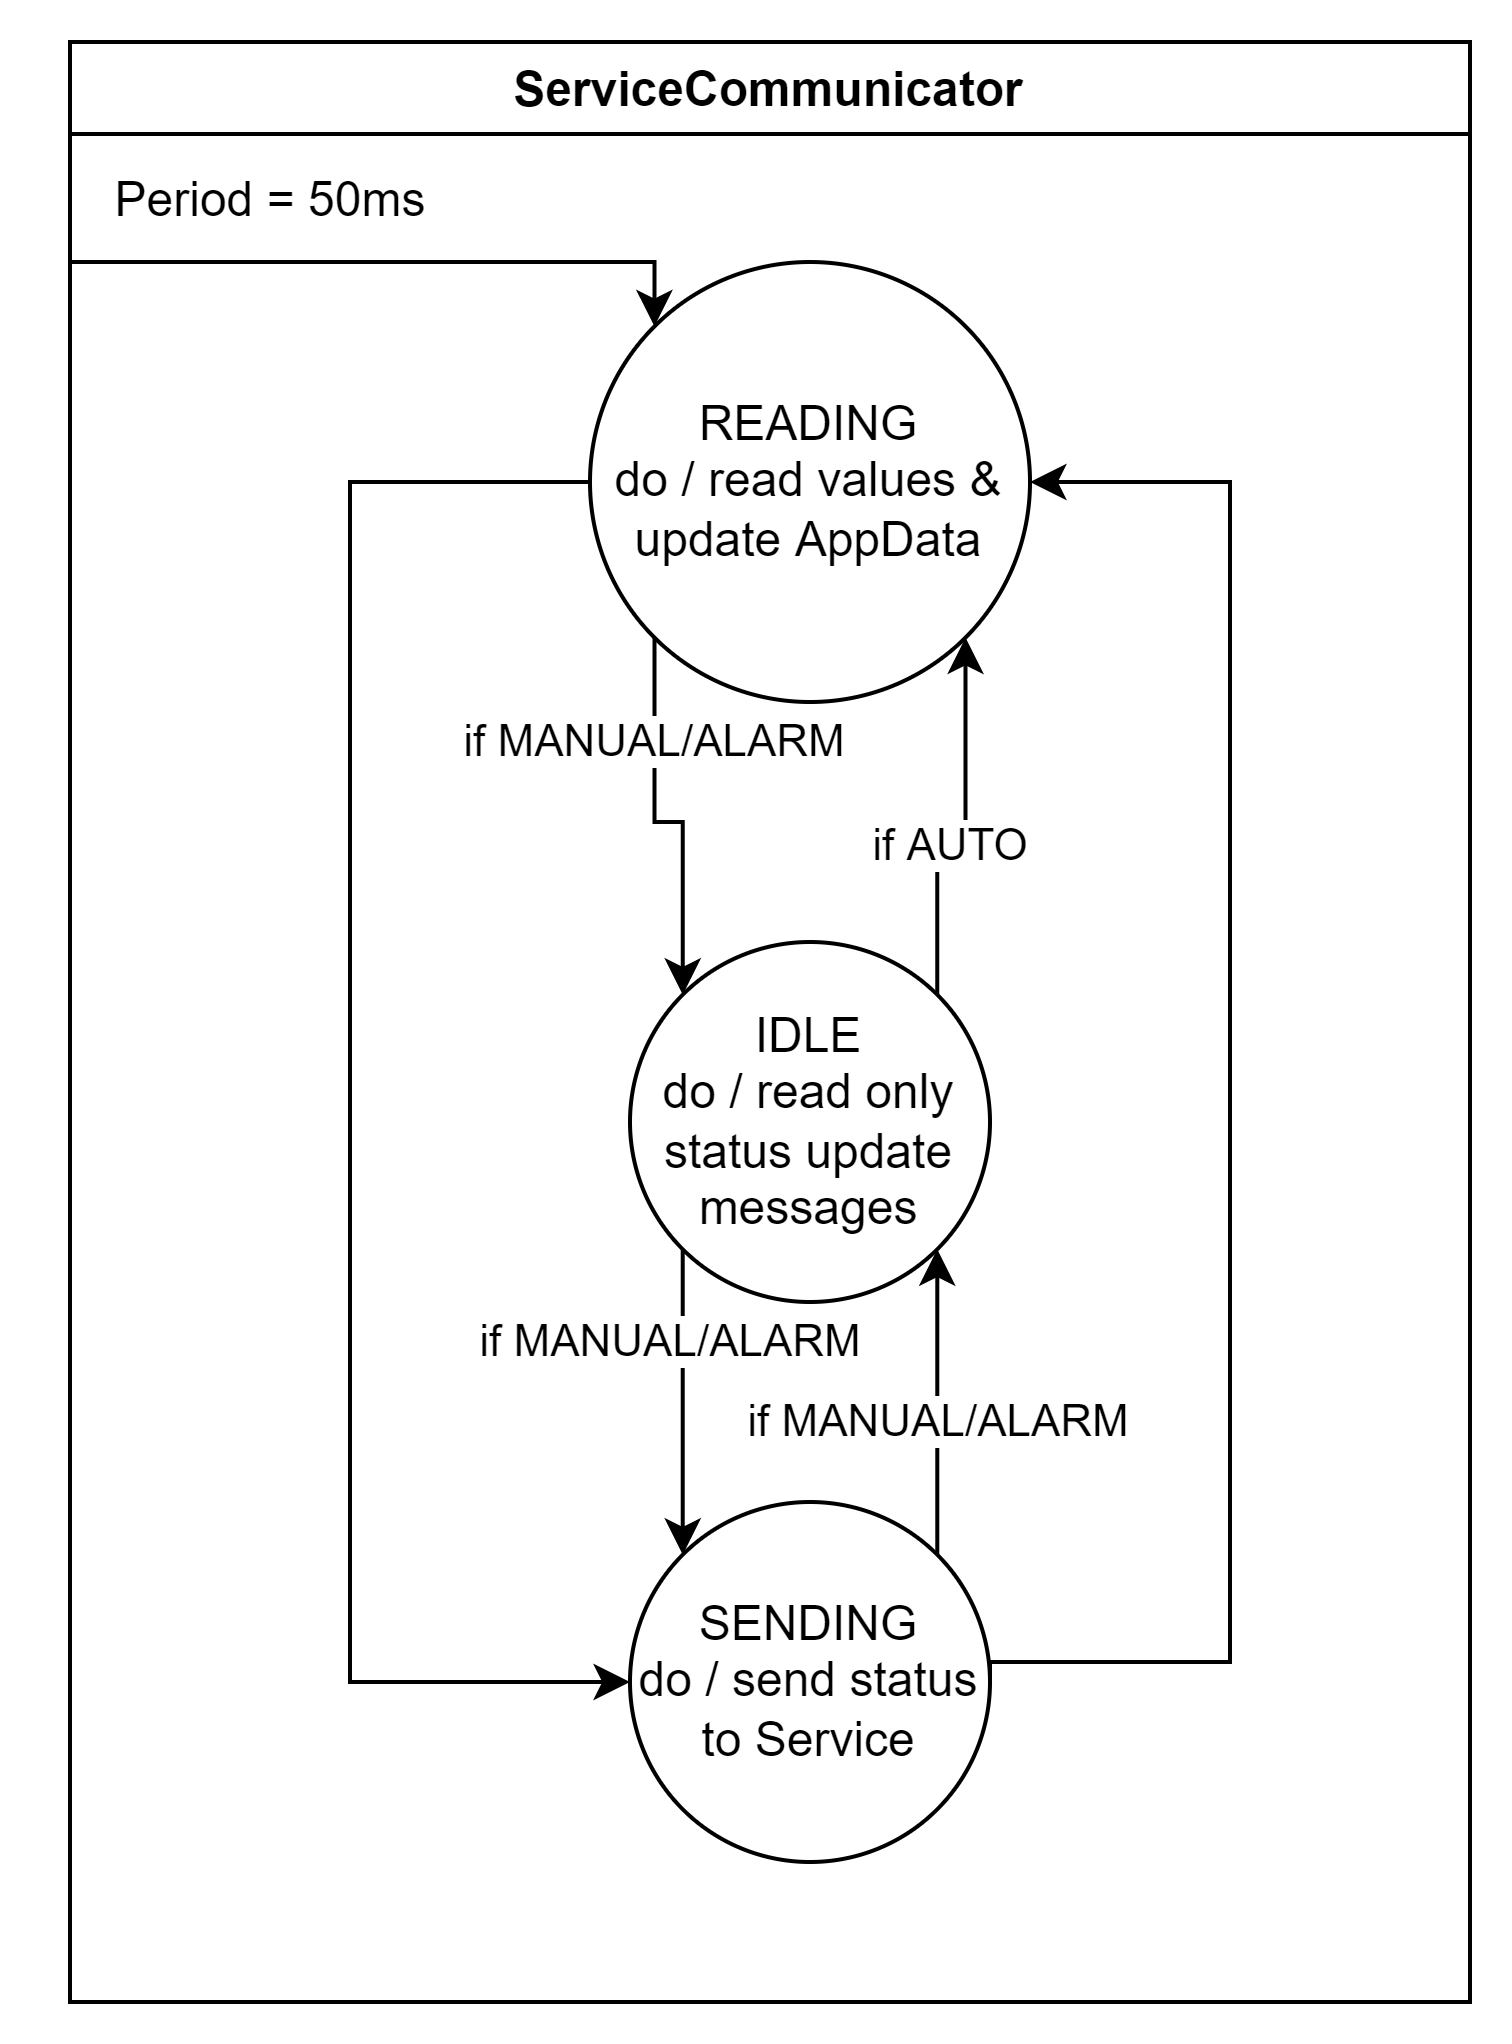 ServiceCommunicator
Period = 50ms
READING
do / read values &
update AppData
if MANUAL/ALARM
if AUTO
IDLE
do / read only
status update
messages
if MANUAL/ALARM
if MANUAL/ALARM
SENDING
do / send status
to Service